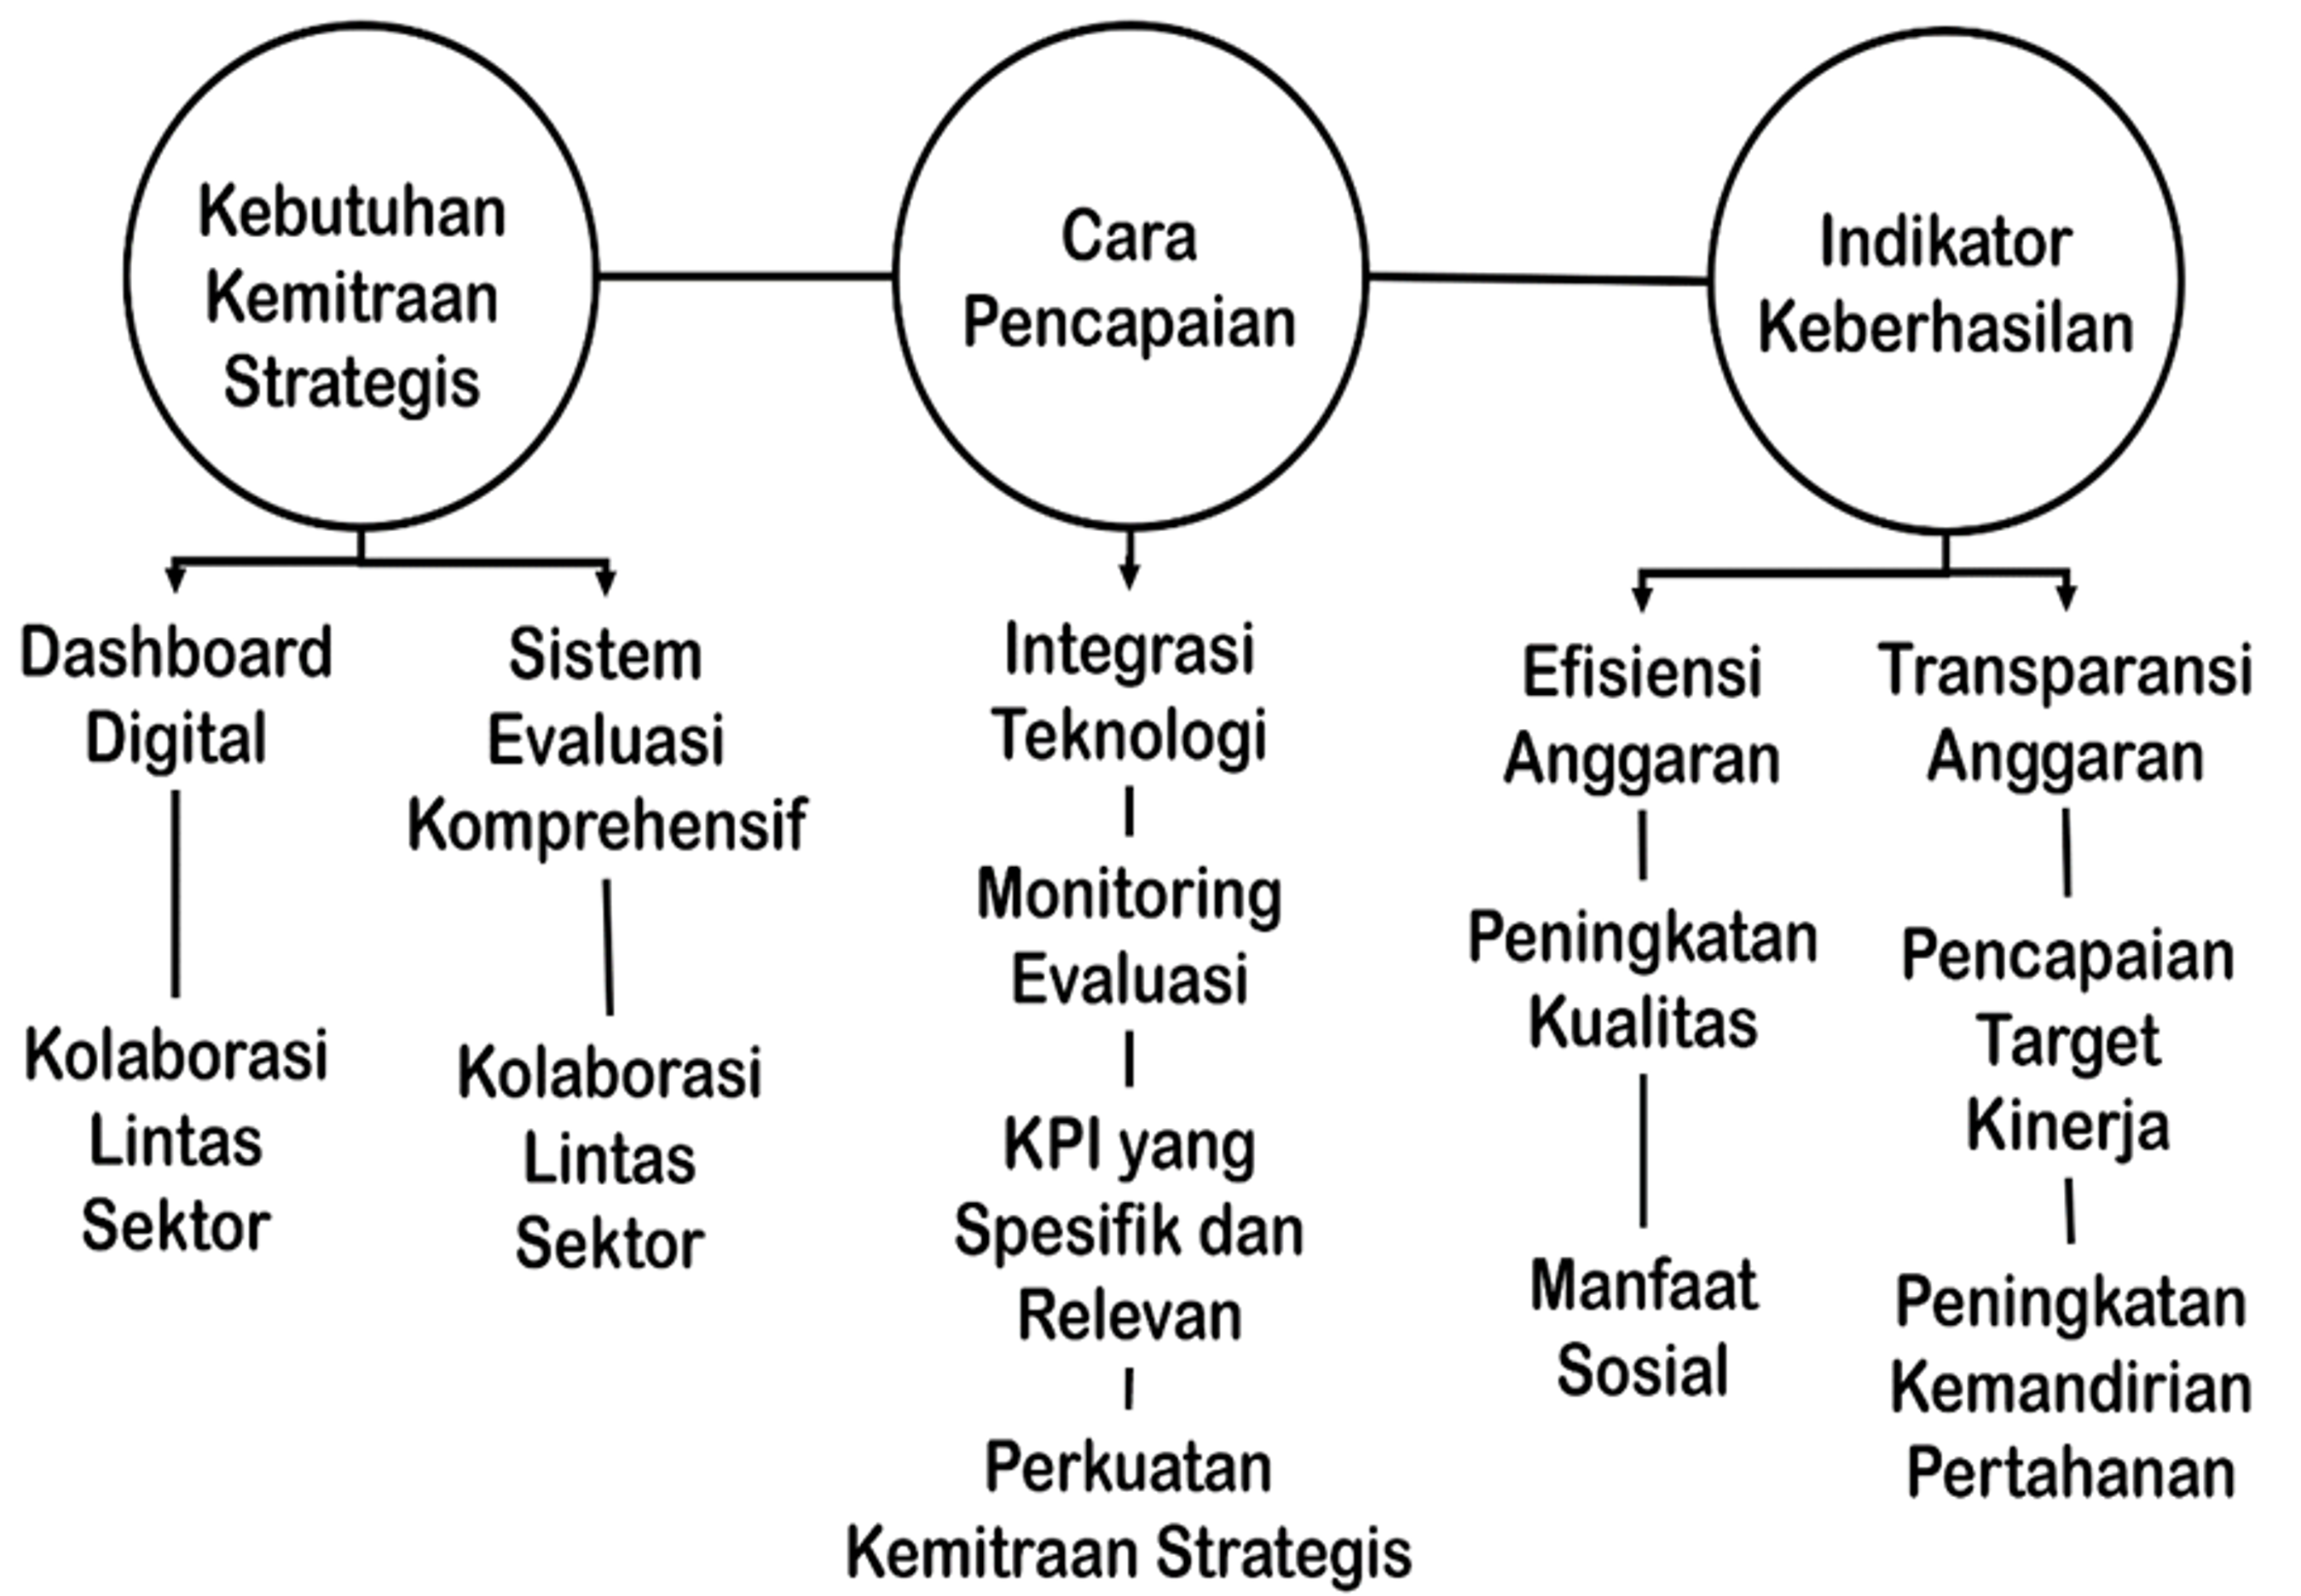 Kebutuhan
Kemitraan
Strategis
Cara
Pencapaian
Indikator
Keberhasilan
Dashboard
Digital
Kolaborasi
Lintas
Sektor
Sistem
Evaluasi
Komprehensif
Kolaborasi
Lintas
Sektor
Integrasi
Teknologi
Monitoring
Evaluasi
KPI yang
Spesifik dan
Relevan
Perkuatan
Kemitraan Strategis
Efisiensi
Anggaran
Peningkatan
Kualitas
Manfaat
Sosial
Transparansi
Anggaran
Pencapaian
Target
Kinerja
Peningkatan
Kemandirian
Pertahanan